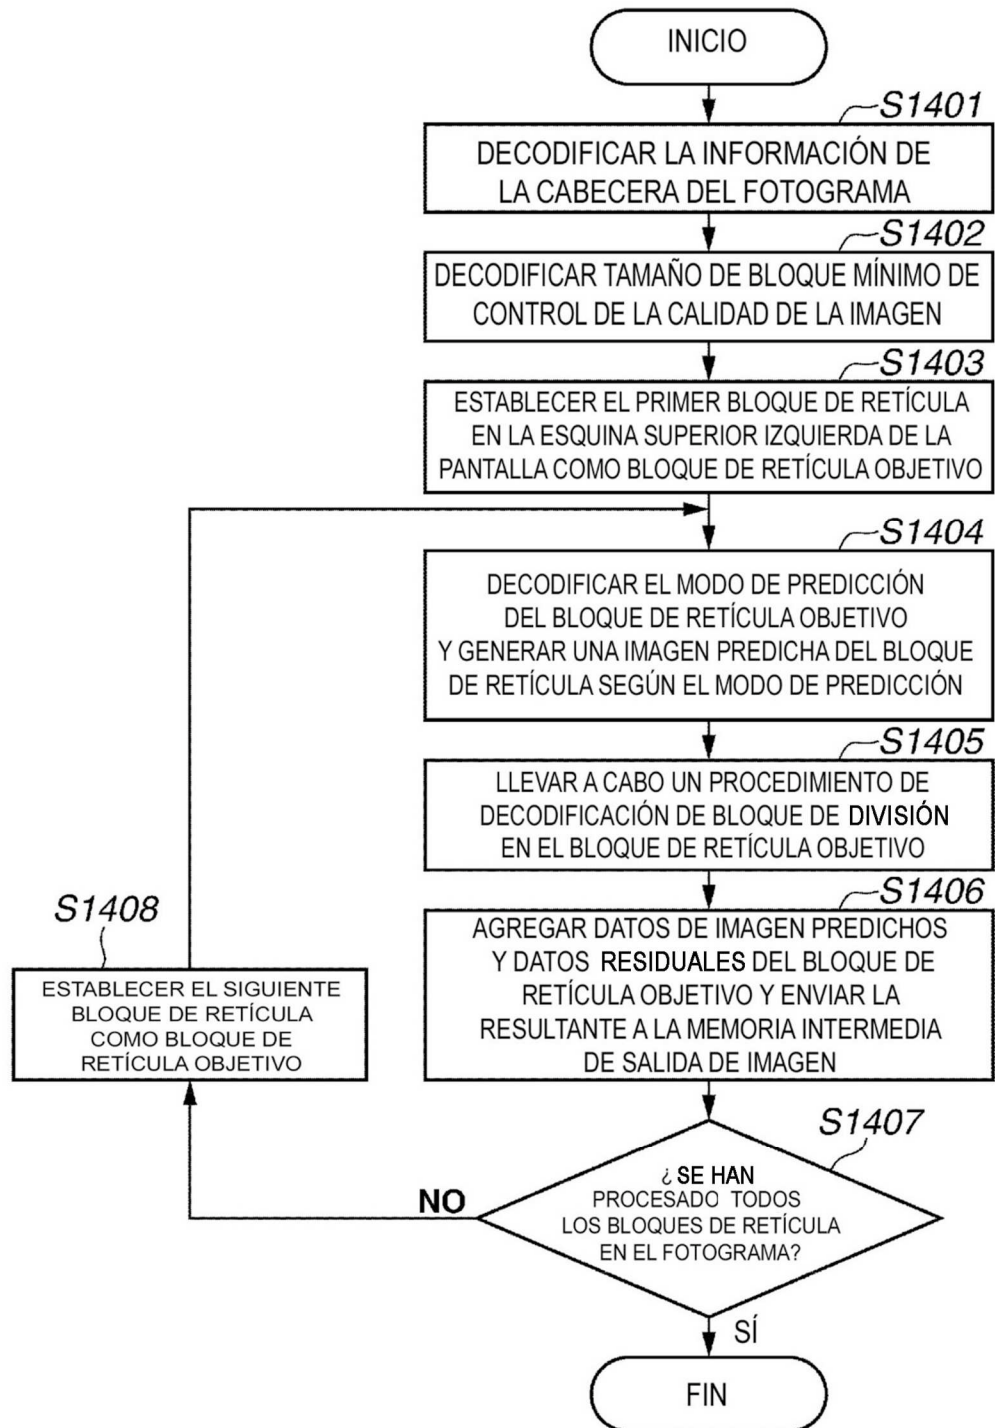 INICIO
S1401
DECODIFICAR LA INFORMACIÓN DE
LA CABECERA DEL FOTOGRAMA
S1402
DECODIFICAR TAMAÑO DE BLOQUE MÍNIMO DE
CONTROL DE LA CALIDAD DE LA IMAGEN
S1403
ESTABLECER EL PRIMER BLOQUE DE RETÍCULA
EN LA ESQUINA SUPERIOR IZQUIERDA DE LA
PANTALLA COMO BLOQUE DE RETÍCULA OBJETIVO
S1404
DECODIFICAR EL MODO DE PREDICCIÓN
DEL BLOQUE DE RETÍCULA OBJETIVO
Y GENERAR UNA IMAGEN PREDICHA DEL BLOQUE
DE RETÍCULA SEGÚN EL MODO DE PREDICCIÓN
S1405
LLEVAR A CABO UN PROCEDIMIENTO DE
DECODIFICACIÓN DE BLOQUE DE DIVISIÓN
EN EL BLOQUE DE RETÍCULA OBJETIVO
S1406
AGREGAR DATOS DE IMAGEN PREDICHOS
Y DATOS RESIDUALES DEL BLOQUE DE
RETÍCULA OBJETIVO Y ENVIAR LA
RESULTANTE A LA MEMORIA INTERMEDIA
DE SALIDA DE IMAGEN
S1408
ESTABLECER EL SIGUIENTE
BLOQUE DE RETÍCULA
COMO BLOQUE DE
RETÍCULA OBJETIVO
S1407
¿ SE HAN
PROCESADO TODOS
LOS BLOQUES DE RETÍCULA
EN EL FOTOGRAMA?
NO
SÍ
FIN